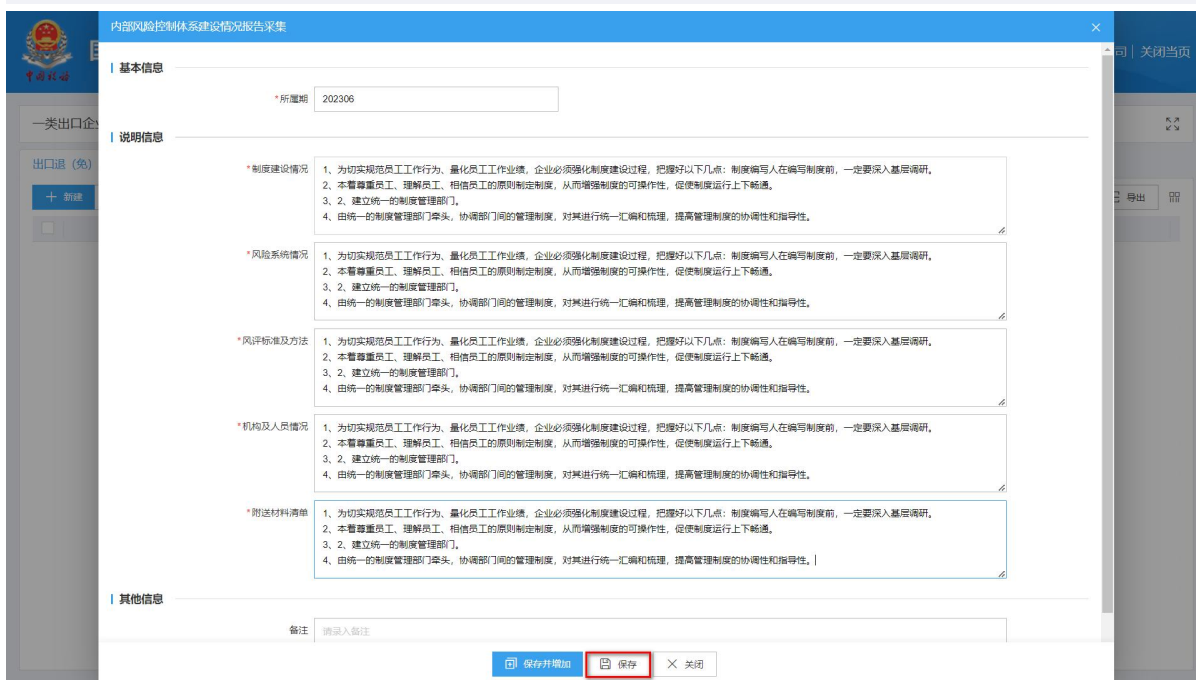 内部风险控制体系建设情况报告采集
国
司 | 关闭当页
中国税务
基本信息
*所属期 202306
一类出口企业
说明信息
出口退（免）
*制度建设情况 1、为切实规范员工工作行为、量化员工工作业绩，企业必须强化制度建设过程，把握好以下几点：制度编写人在编写制度前，一定要深入基层调研。
新建
2、本着尊重员工、理解员工、相信员工的原则制定制度，从而增强制度的可操作性，促使制度运行上下畅通。
导出
3、2、建立统一的制度管理部门。
4、由统一的制度管理部门牵头，协调部门间的管理制度，对其进行统一汇编和梳理，提高管理制度的协调性和指导性。
*风险系统情况 1、为切实规范员工工作行为、量化员工工作业绩，企业必须强化制度建设过程，把握好以下几点：制度编写人在编写制度前，一定要深入基层调研。
2、本着尊重员工、理解员工、相信员工的原则制定制度，从而增强制度的可操作性，促使制度运行上下畅通。
3、2、建立统一的制度管理部门。
4、由统一的制度管理部门牵头，协调部门间的管理制度，对其进行统一汇编和梳理，提高管理制度的协调性和指导性。
*风评标准及方法 1、为切实规范员工工作行为、量化员工工作业绩，企业必须强化制度建设过程，把握好以下几点：制度编写人在编写制度前，一定要深入基层调研。
2、本着尊重员工、理解员工、相信员工的原则制定制度，从而增强制度的可操作性，促使制度运行上下畅通。
3、2、建立统一的制度管理部门。
4、由统一的制度管理部门牵头，协调部门间的管理制度，对其进行统一汇编和梳理，提高管理制度的协调性和指导性。
*机构及人员情况 1、为切实规范员工工作行为、量化员工工作业绩，企业必须强化制度建设过程，把握好以下几点：制度编写人在编写制度前，一定要深入基层调研。
2、本着尊重员工、理解员工、相信员工的原则制定制度，从而增强制度的可操作性，促使制度运行上下畅通。
3、2、建立统一的制度管理部门。
4、由统一的制度管理部门牵头，协调部门间的管理制度，对其进行统一汇编和梳理，提高管理制度的协调性和指导性。
*附送材料清单 1、为切实规范员工工作行为、量化员工工作业绩，企业必须强化制度建设过程，把握好以下几点：制度编写人在编写制度前，一定要深入基层调研。
2、本着尊重员工、理解员工、相信员工的原则制定制度，从而增强制度的可操作性，促使制度运行上下畅通。
3、2、建立统一的制度管理部门。
4、由统一的制度管理部门牵头，协调部门间的管理制度，对其进行统一汇编和梳理，提高管理制度的协调性和指导性。
其他信息
备注 请录入备注
保存并增加 保存 关闭